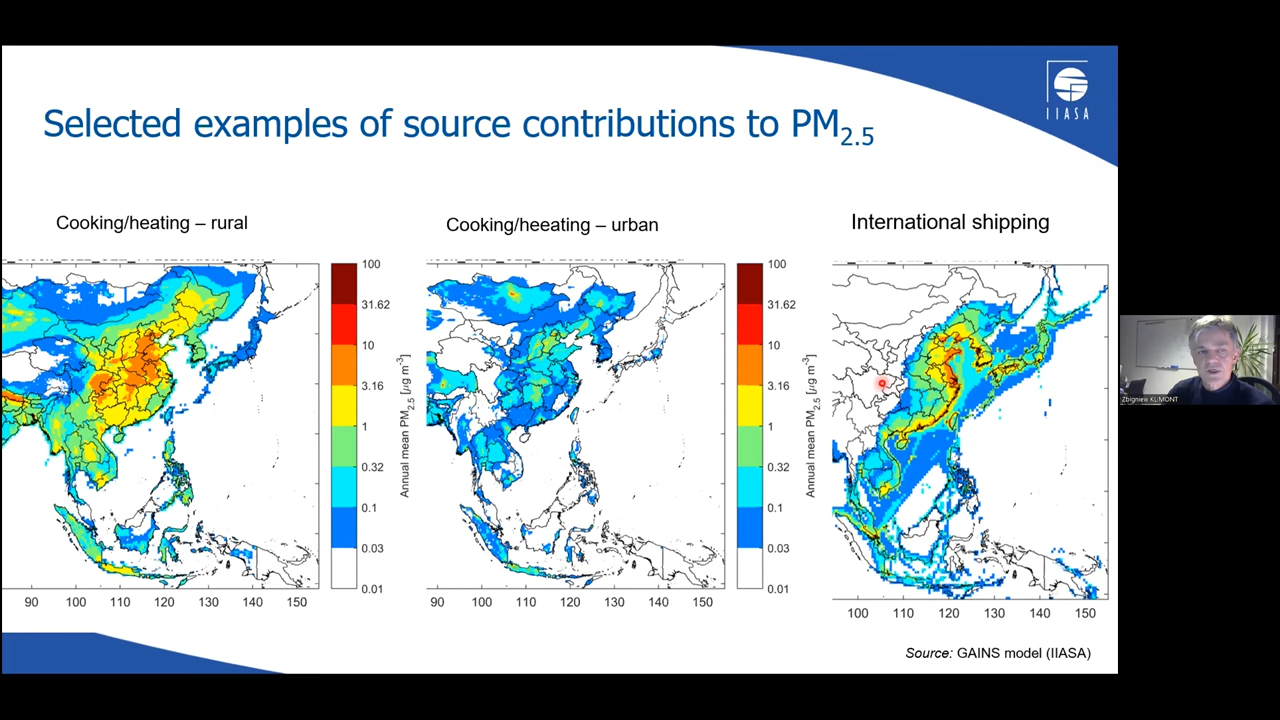 IIASA
Selected examples of source contributions to PM2.5
Cooking/heating – rural
Cooking/heeating – urban
International shipping
100
31.62
10
3.16
1
0.32
0.1
0.03
0.01
Annual mean PM2.5 [µg m-3]
90 100 110 120 130 140 150
100
31.62
10
3.16
1
0.32
0.1
0.03
0.01
Annual mean PM2.5 [µg m-3]
90 100 110 120 130 140 150
100 110 120 130 140 150
Source: GAINS model (IIASA)
Zbigniew KLIMONT